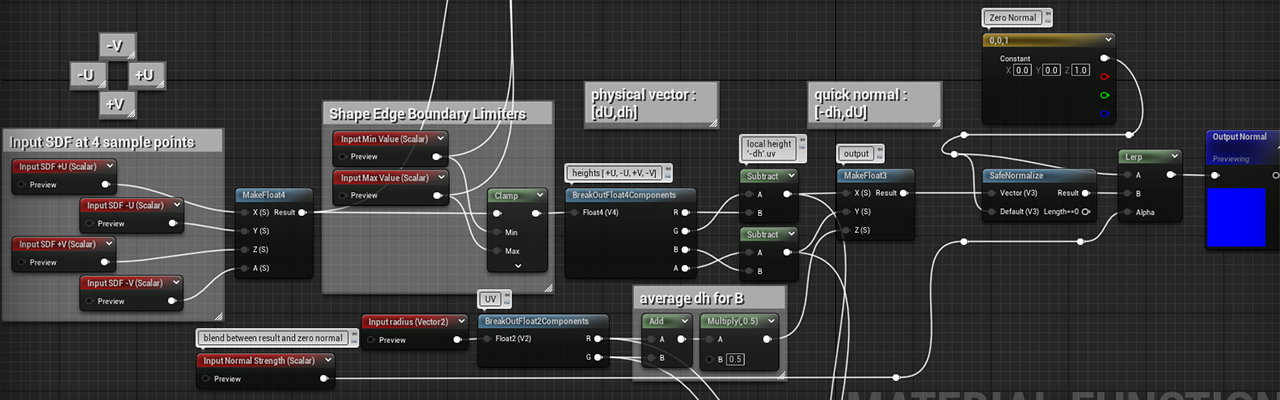 Zero Normal
0,0,1
Constant
X 0.0 Y 0.0 Z 1.0
-V
-U
+U
+V
Input SDF at 4 sample points
Input SDF +U (Scalar)
Preview
Input SDF -U (Scalar)
Preview
Input SDF +V (Scalar)
Preview
Input SDF -V (Scalar)
Preview
MakeFloat4
X (S) Result
Y (S)
Z (S)
A (S)
Shape Edge Boundary Limiters
Input Min Value (Scalar)
Preview
Input Max Value (Scalar)
Preview
Clamp
Min
Max
physical vector :
[dU,dh]
quick normal :
[-dh,dU]
heights [+U, -U, +V, -V]
BreakOutFloat4Components
Float4 (V4) R
G
B
A
local height
'-dh'.uv
Subtract
A
B
Subtract
A
B
output
MakeFloat3
X (S) Result
Y (S)
Z (S)
SafeNormalize
Vector (V3) Result
Default (V3) Length==0
Lerp
A
B
Alpha
Output Normal
Previewing
average dh for B
Add
A
B
Multiply(,0.5)
A
B 0.5
UV
Input radius (Vector2)
Preview
BreakOutFloat2Components
Float2 (V2) R
G
blend between result and zero normal
Input Normal Strength (Scalar)
Preview
MATERIAL FUNCTION